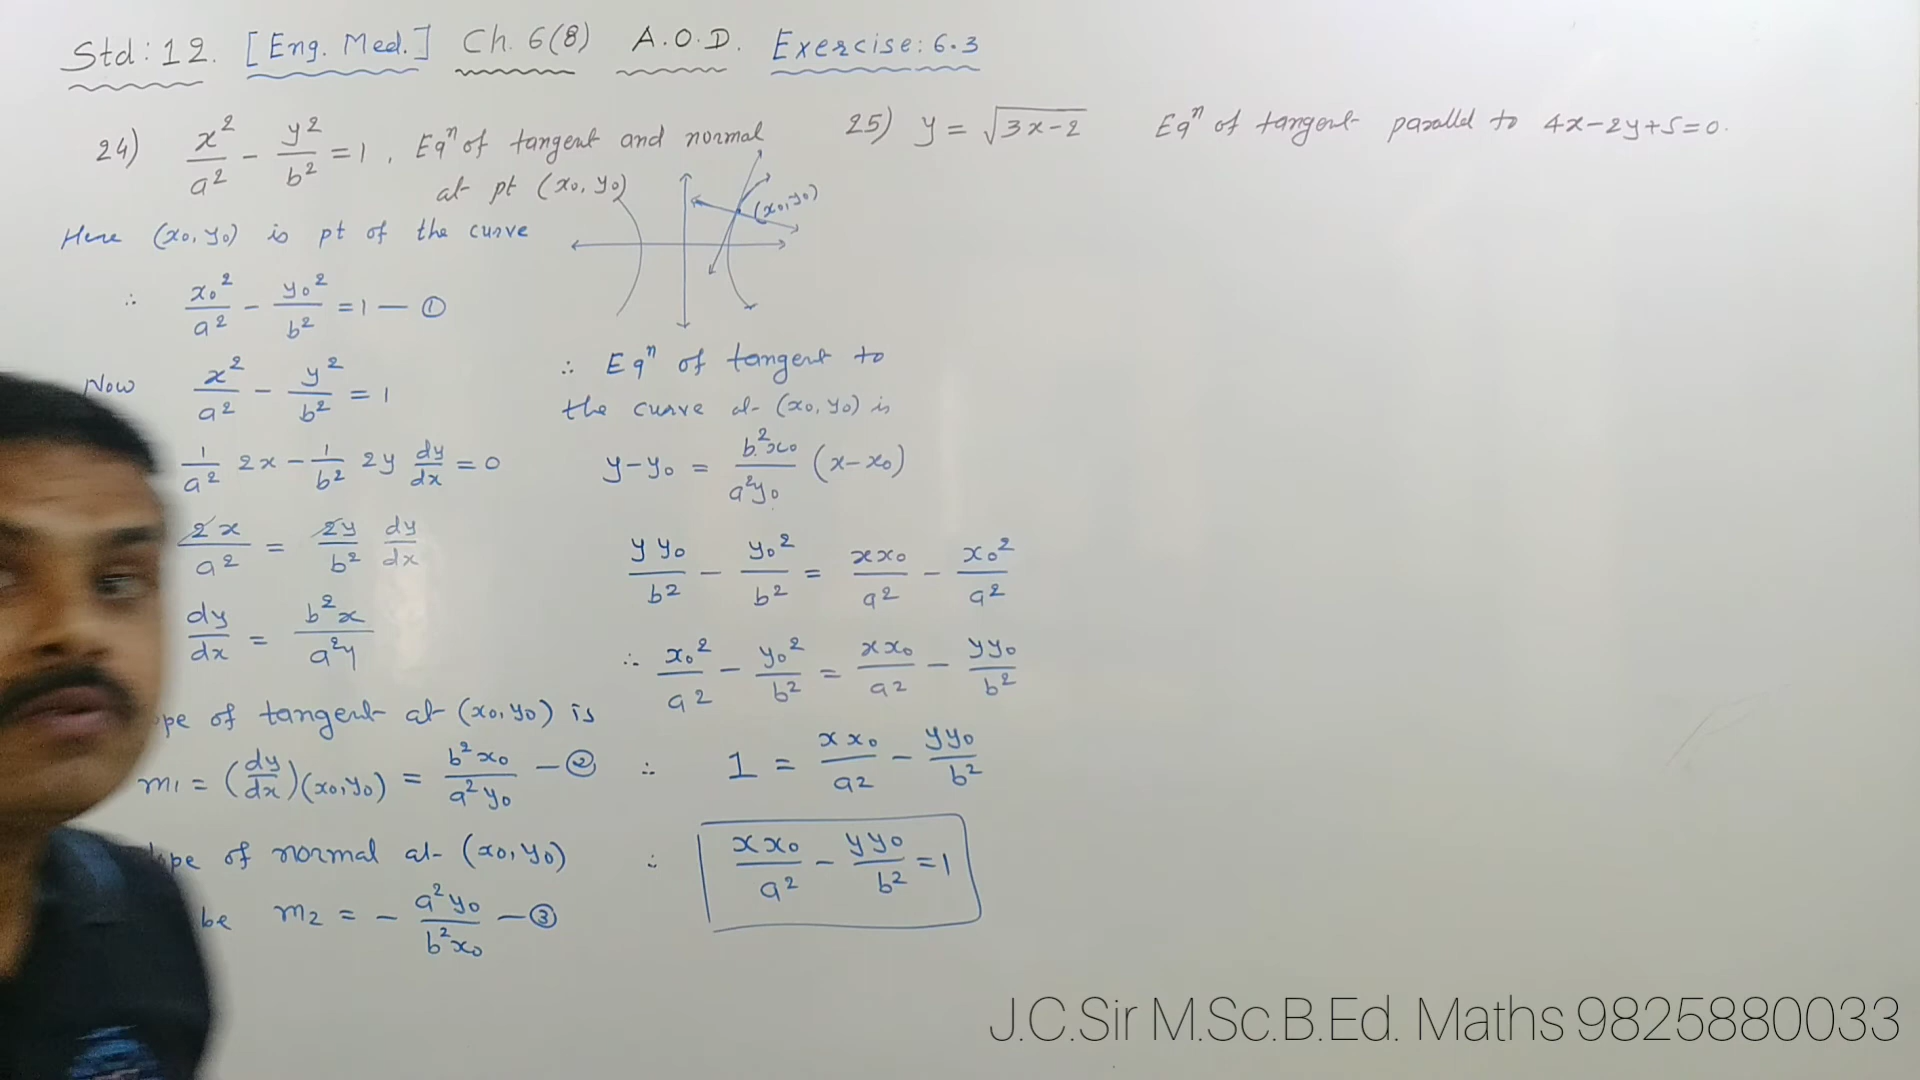 Std: 12. [Eng. Med.] Ch. 6(8) A.O.D. Exercise: 6.3
24) x²/a² - y²/b² = 1, Eqⁿ of tangent and normal
at pt (x₀, y₀)
(x₀, y₀)
Here (x₀, y₀) is pt of the curve
∴ x₀²/a² - y₀²/b² = 1 — ①
Now x²/a² - y²/b² = 1
1/a² 2x - 1/b² 2y dy/dx = 0
2x/a² = 2y/b² dy/dx
dy/dx = b²x/a²y
pe of tangent at (x₀, y₀) is
m₁ = (dy/dx)(x₀, y₀) = b²x₀/a²y₀ — ②
ope of normal at (x₀, y₀)
be m₂ = - a²y₀/b²x₀ — ③
∴ Eqⁿ of tangent to
the curve at (x₀, y₀) is
y - y₀ = b²x₀/a²y₀ (x - x₀)
yy₀/b² - y₀²/b² = xx₀/a² - x₀²/a²
∴ x₀²/a² - y₀²/b² = xx₀/a² - yy₀/b²
∴ 1 = xx₀/a² - yy₀/b²
∴ xx₀/a² - yy₀/b² = 1
25) y = √(3x-2) Eqⁿ of tangent parallel to 4x-2y+5=0.
J.C.Sir M.Sc.B.Ed. Maths 9825880033